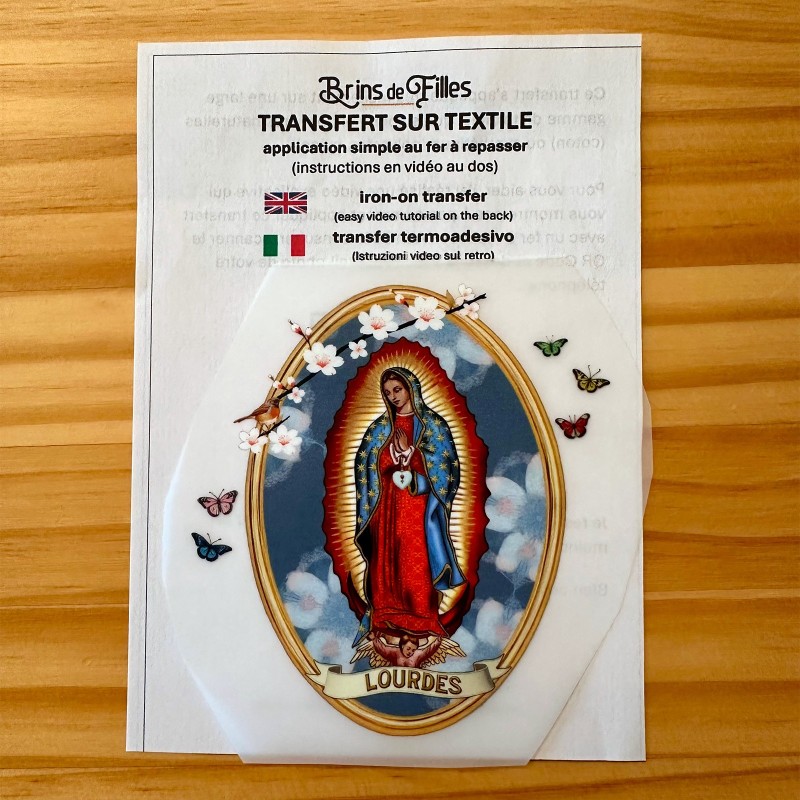 Brins de Filles
TRANSFERT SUR TEXTILE
application simple au fer à repasser
(instructions en vidéo au dos)
iron-on transfer
(easy video tutorial on the back)
transfer termoadesivo
(Istruzioni video sul retro)
LOURDES